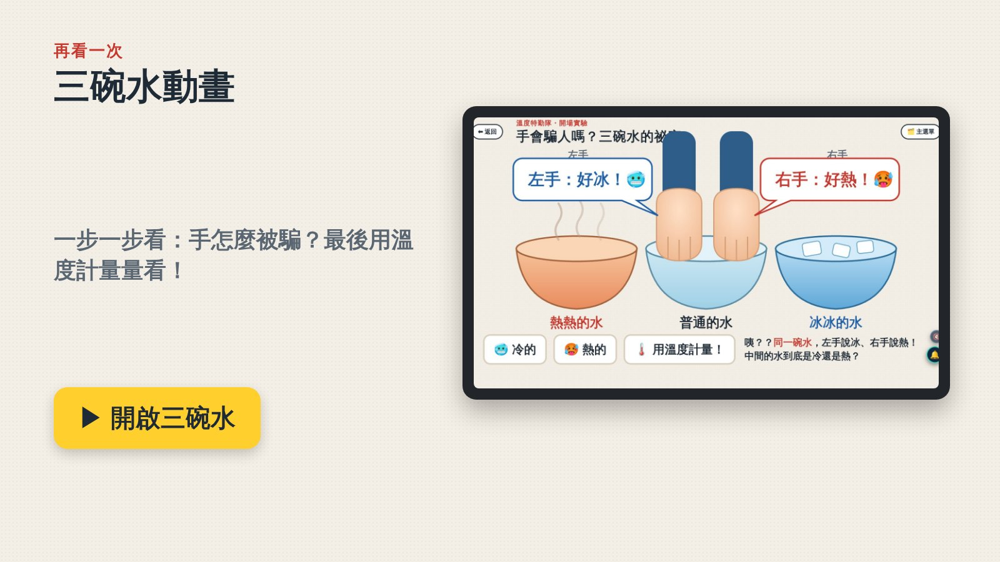 再看一次
三碗水動畫
一步一步看：手怎麼被騙？最後用溫
度計量量看！
▶ 開啟三碗水
⬅ 返回
溫度特勤隊・開場實驗
手會騙人嗎？三碗水的祕
🗂️ 主選單
左手
右手
左手：好冰！🥶
右手：好熱！🥵
熱熱的水
普通的水
冰冰的水
🥶 冷的
🥵 熱的
🌡️ 用溫度計量！
咦？？同一碗水，左手說冰、右手說熱！
中間的水到底是冷還是熱？